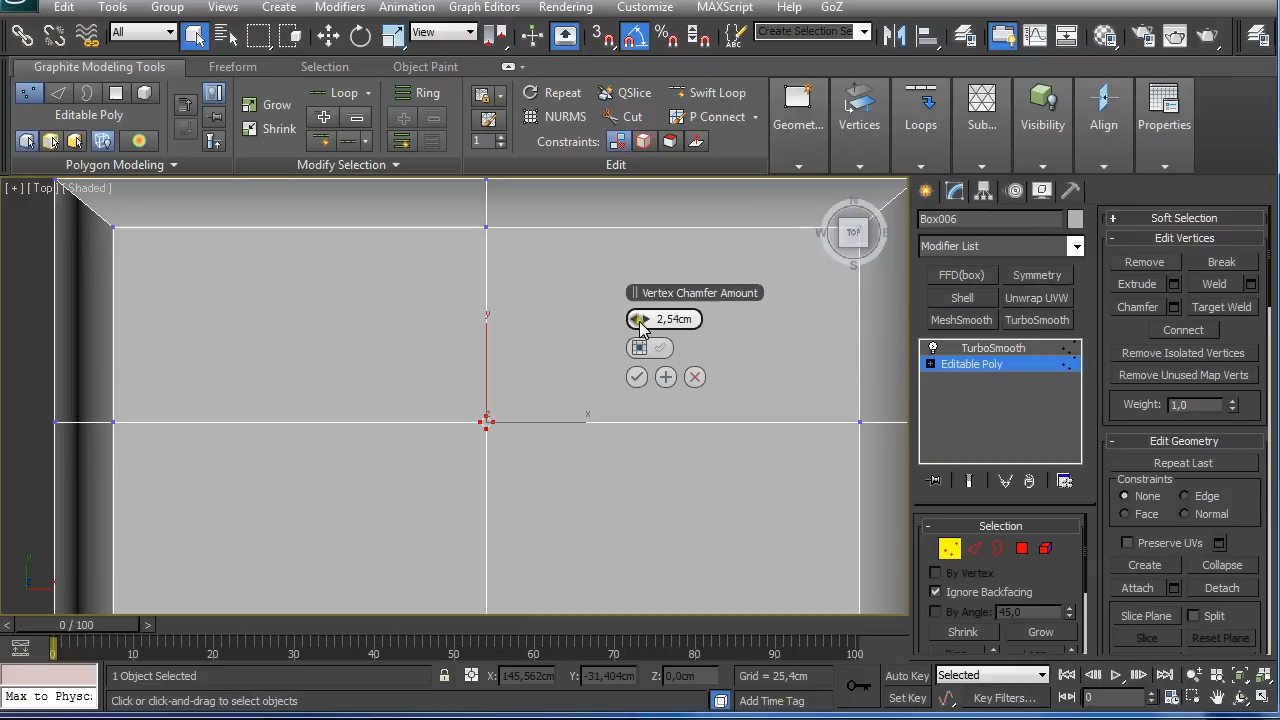 Edit Tools Group Views Create Modifiers Animation Graph Editors Rendering Customize MAXScript Help GoZ
All View 3 Create Selection Se
Graphite Modeling Tools Freeform Selection Object Paint
Editable Poly
Polygon Modeling
Grow
Shrink
Loop Ring
Modify Selection
1
Repeat QSlice Swift Loop
NURMS Cut P Connect
Constraints:
Edit
Geomet... Vertices Loops Sub... Visibility Align Properties
[ + ] [ Top ] [ Shaded ]
N
W TOP E
S
Vertex Chamfer Amount
2,54cm
y
x
y
z
Box006
Modifier List
FFD(box) Symmetry
Shell Unwrap UVW
MeshSmooth TurboSmooth
TurboSmooth
Editable Poly
Selection
By Vertex
Ignore Backfacing
By Angle: 45,0
Shrink Grow
Soft Selection
Edit Vertices
Remove Break
Extrude Weld
Chamfer Target Weld
Connect
Remove Isolated Vertices
Remove Unused Map Verts
Weight: 1,0
Edit Geometry
Repeat Last
Constraints
None Edge
Face Normal
Preserve UVs
Create Collapse
Attach Detach
Slice Plane Split
Slice Reset Plane
< 0 / 100 >
0 10 20 30 40 50 60 70 80 90 100
Max to Physc
1 Object Selected X: 145,562cm Y: -31,404cm Z: 0,0cm Grid = 25,4cm Auto Key Selected
Click or click-and-drag to select objects Add Time Tag Set Key Key Filters... 0